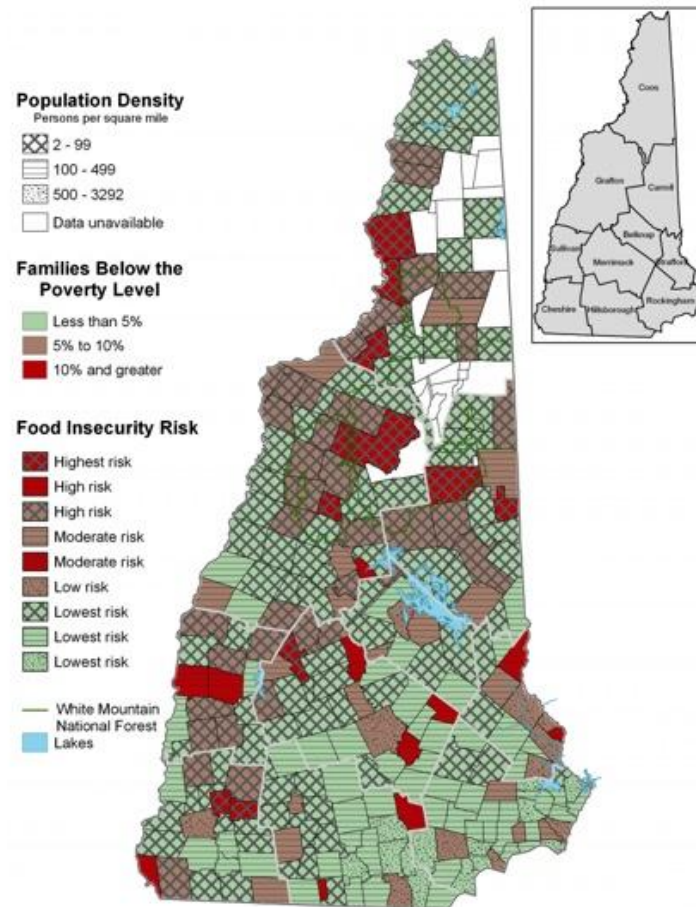 Population Density
Persons per square mile
2 - 99
100 - 499
500 - 3292
Data unavailable
Families Below the
Poverty Level
Less than 5%
5% to 10%
10% and greater
Food Insecurity Risk
Highest risk
High risk
High risk
Moderate risk
Moderate risk
Low risk
Lowest risk
Lowest risk
Lowest risk
White Mountain
National Forest
Lakes
Coos
Grafton
Carroll
Belknap
Sullivan
Merrimack
Strafford
Cheshire
Hillsborough
Rockingham